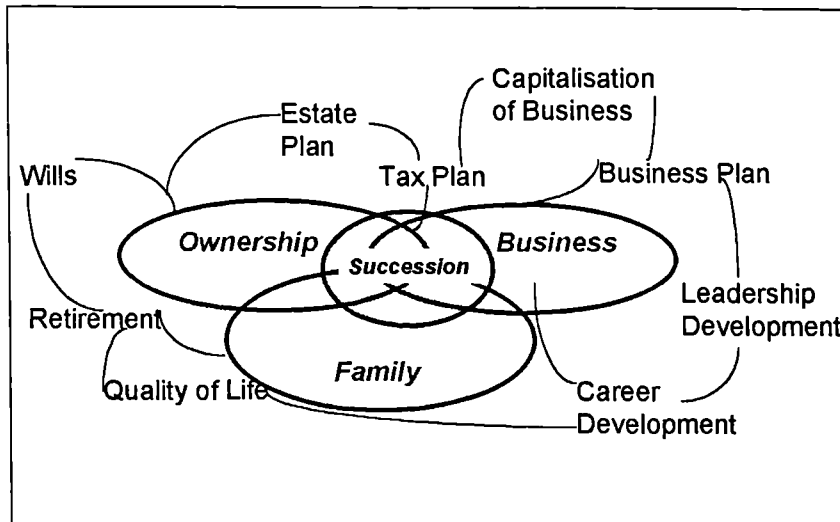 Capitalisation
of Business
Estate
Plan
Wills
Tax Plan
Business Plan
Ownership
Business
Succession
Leadership
Development
Retirement
Family
Quality of Life
Career
Development